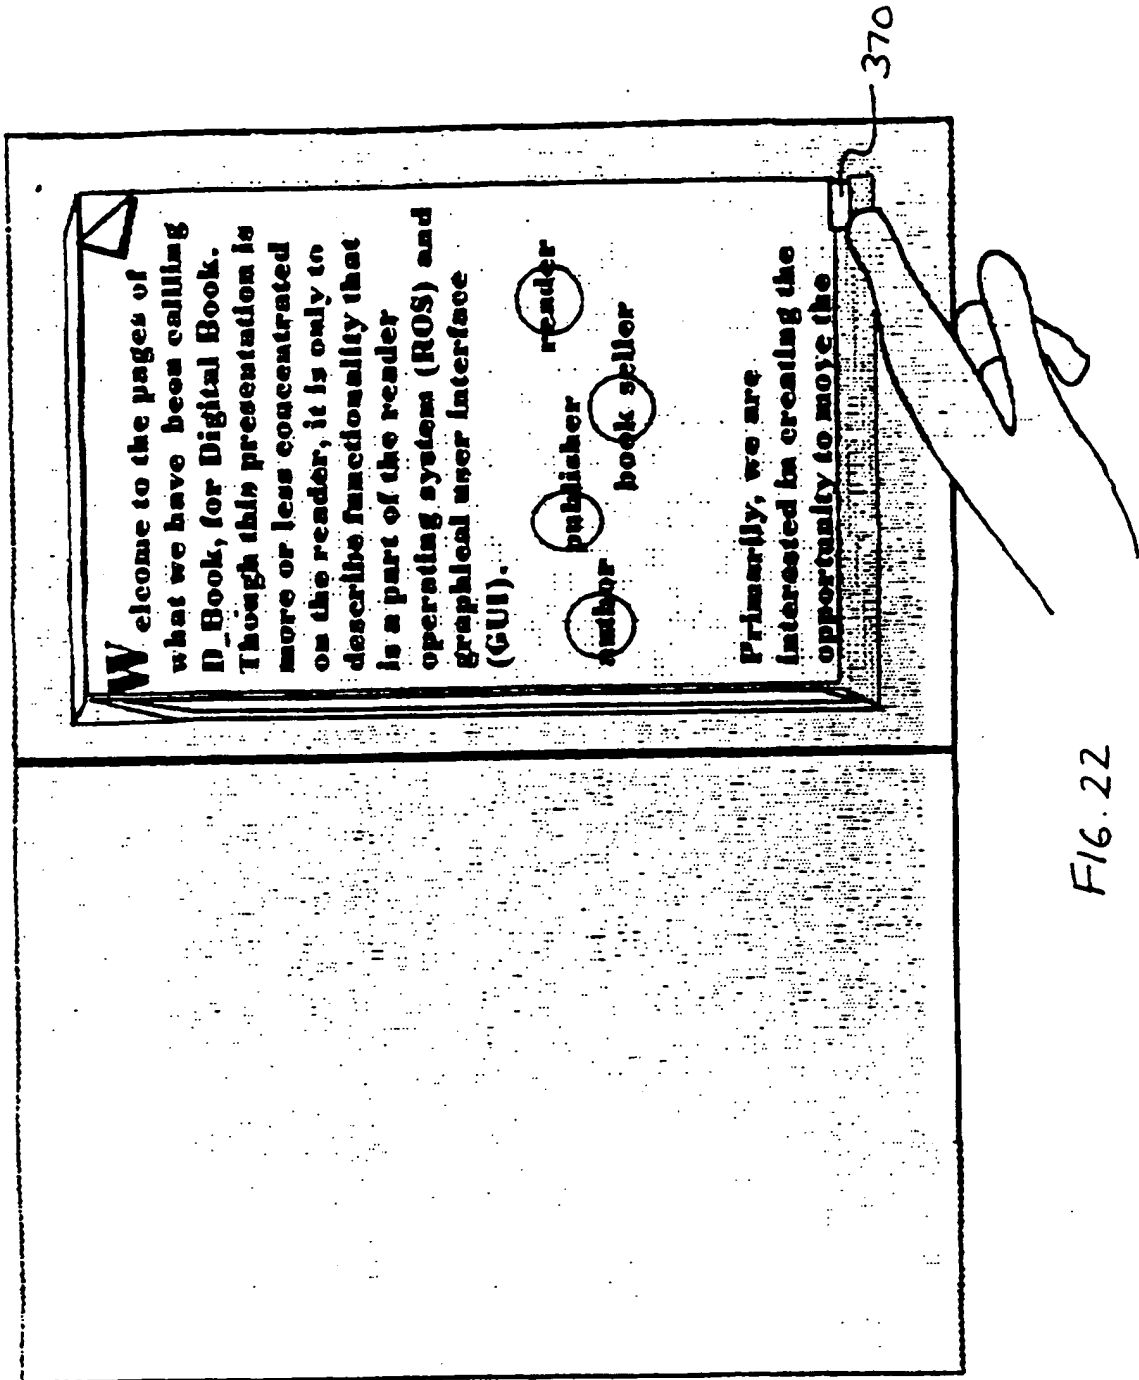 Welcome to the pages of
what we have been callling
D_Book, for Digital Book.
Though this presentation is
more or less concentrated
on the reader, it is only to
describe functionality that
is a part of the reader
operating system (ROS) and
graphical user interface
(GUI).
author publisher reader
book seller
Primarily, we are
interested in creating the
opportunity to move the
370
FIG. 22